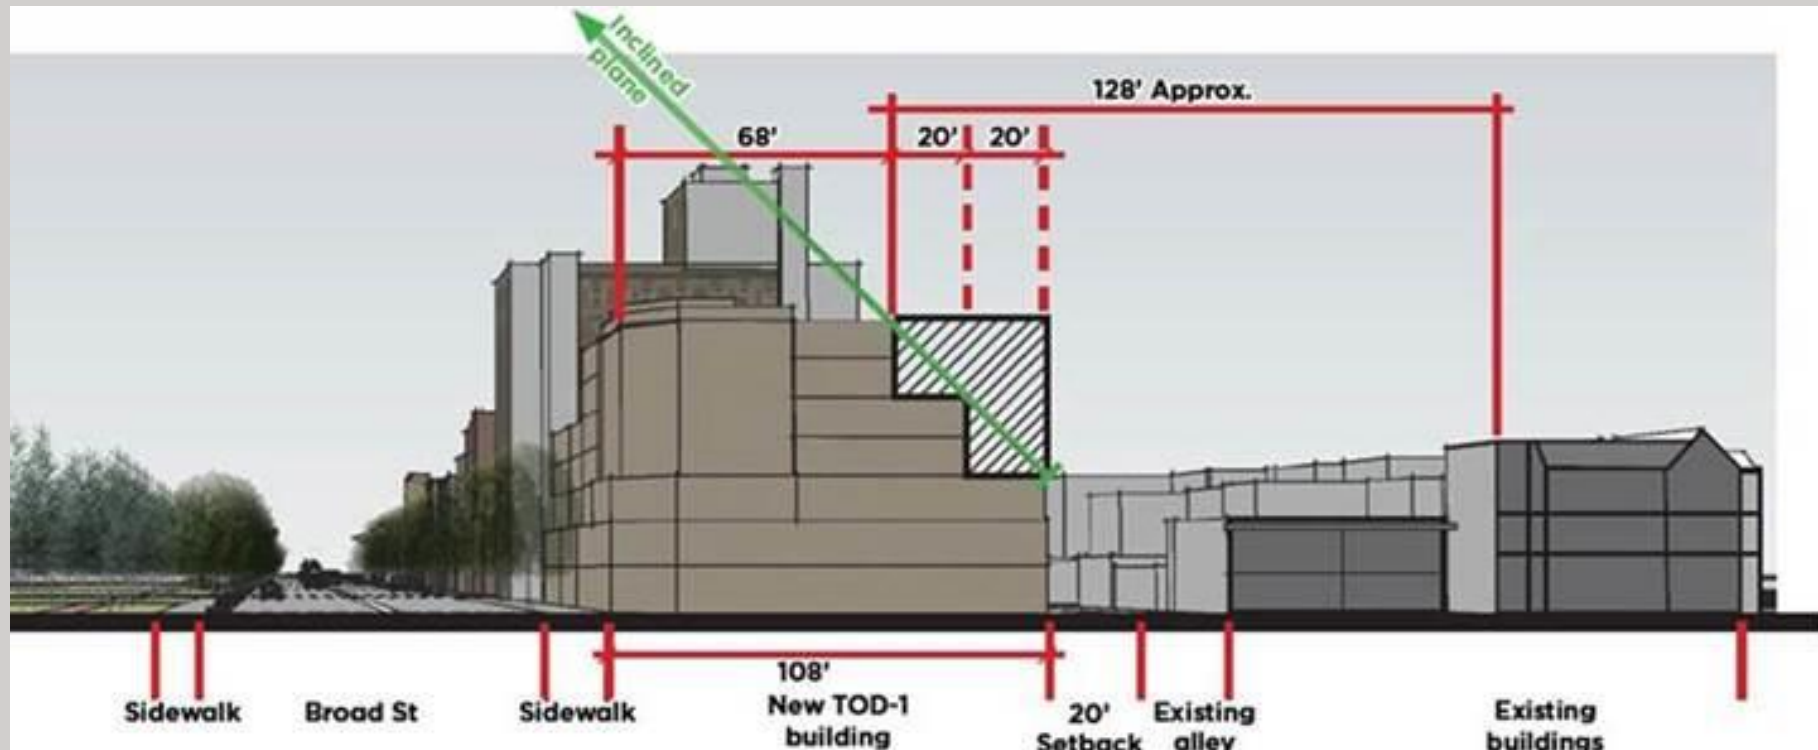 Inclined
plane
128' Approx.
68'
20'
20'
108'
Sidewalk
Broad St
Sidewalk
New TOD-1
building
20'
Setback
Existing
alley
Existing
buildings